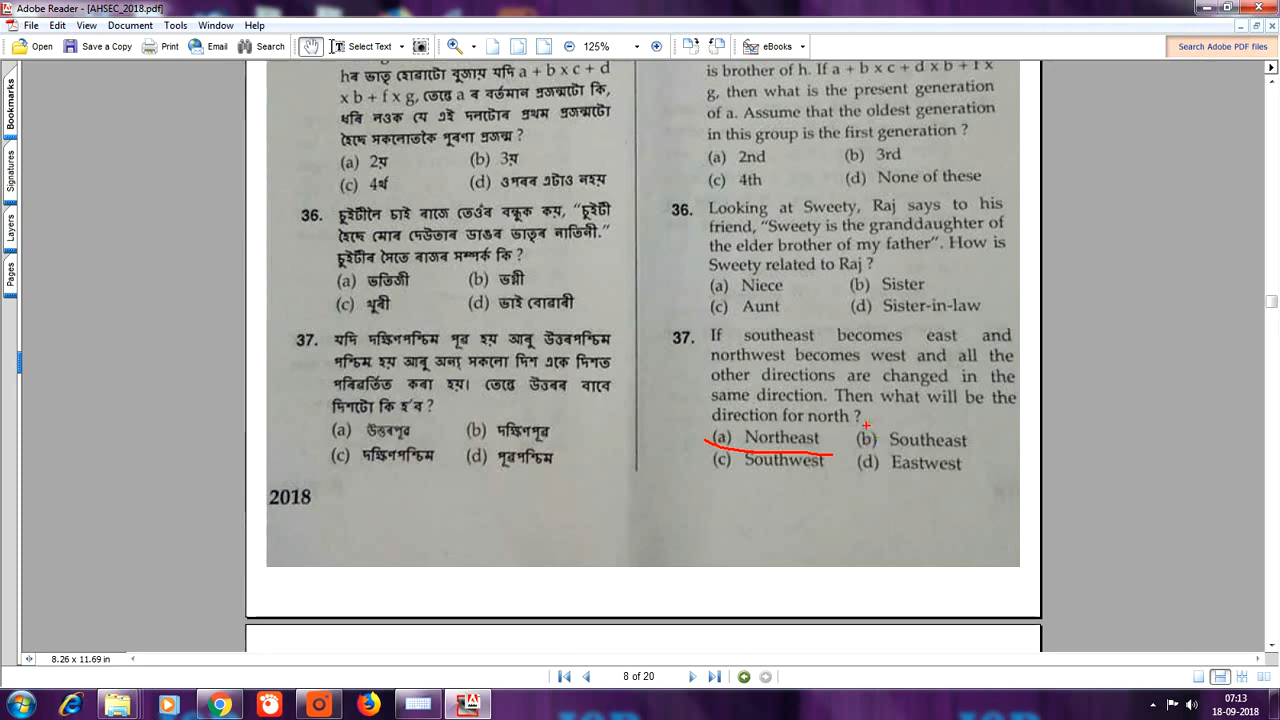 Adobe Reader - [AHSEC_2018.pdf]
File Edit View Document Tools Window Help
Open Save a Copy Print Email Search Select Text 125% eBooks Search Adobe PDF files
Bookmarks
Signatures
Layers
Pages
hৰ ভাতৃ হোৱাটো বুজায় যদি a + b x c + d
x b + f x g, তেন্তে a ৰ বৰ্তমান প্ৰজন্মটো কি,
ধৰি লওক যে এই দলটোৰ প্ৰথম প্ৰজন্মটো
হৈছে সকলোতকৈ পুৰণা প্ৰজন্ম ?
(a) 2য় (b) 3য়
(c) 4ৰ্থ (d) ওপৰৰ এটাও নহয়
36. চুইটীলৈ চাই ৰাজে তেওঁৰ বন্ধুক কয়, “চুইটী
হৈছে মোৰ দেউতাৰ ডাঙৰ ভাতৃৰ নাতিনী.”
চুইটীৰ সৈতে ৰাজৰ সম্পৰ্ক কি ?
(a) ভতিজী (b) ভগ্নী
(c) খুৰী (d) ভাই বোৱাৰী
37. যদি দক্ষিণপশ্চিম পূব হয় আৰু উত্তৰপশ্চিম
পশ্চিম হয় আৰু অন্য সকলো দিশ একে দিশত
পৰিৱৰ্তিত কৰা হয়। তেন্তে উত্তৰৰ বাবে
দিশটো কি হ'ব ?
(a) উত্তৰপূব (b) দক্ষিণপূব
(c) দক্ষিণপশ্চিম (d) পূবপশ্চিম
2018
is brother of h. If a + b x c + d x b + f x
g, then what is the present generation
of a. Assume that the oldest generation
in this group is the first generation ?
(a) 2nd (b) 3rd
(c) 4th (d) None of these
36. Looking at Sweety, Raj says to his
friend, “Sweety is the granddaughter of
the elder brother of my father”. How is
Sweety related to Raj ?
(a) Niece (b) Sister
(c) Aunt (d) Sister-in-law
37. If southeast becomes east and
northwest becomes west and all the
other directions are changed in the
same direction. Then what will be the
direction for north ?
(a) Northeast (b) Southeast
(c) Southwest (d) Eastwest
8.26 x 11.69 in
8 of 20
07:13
18-09-2018